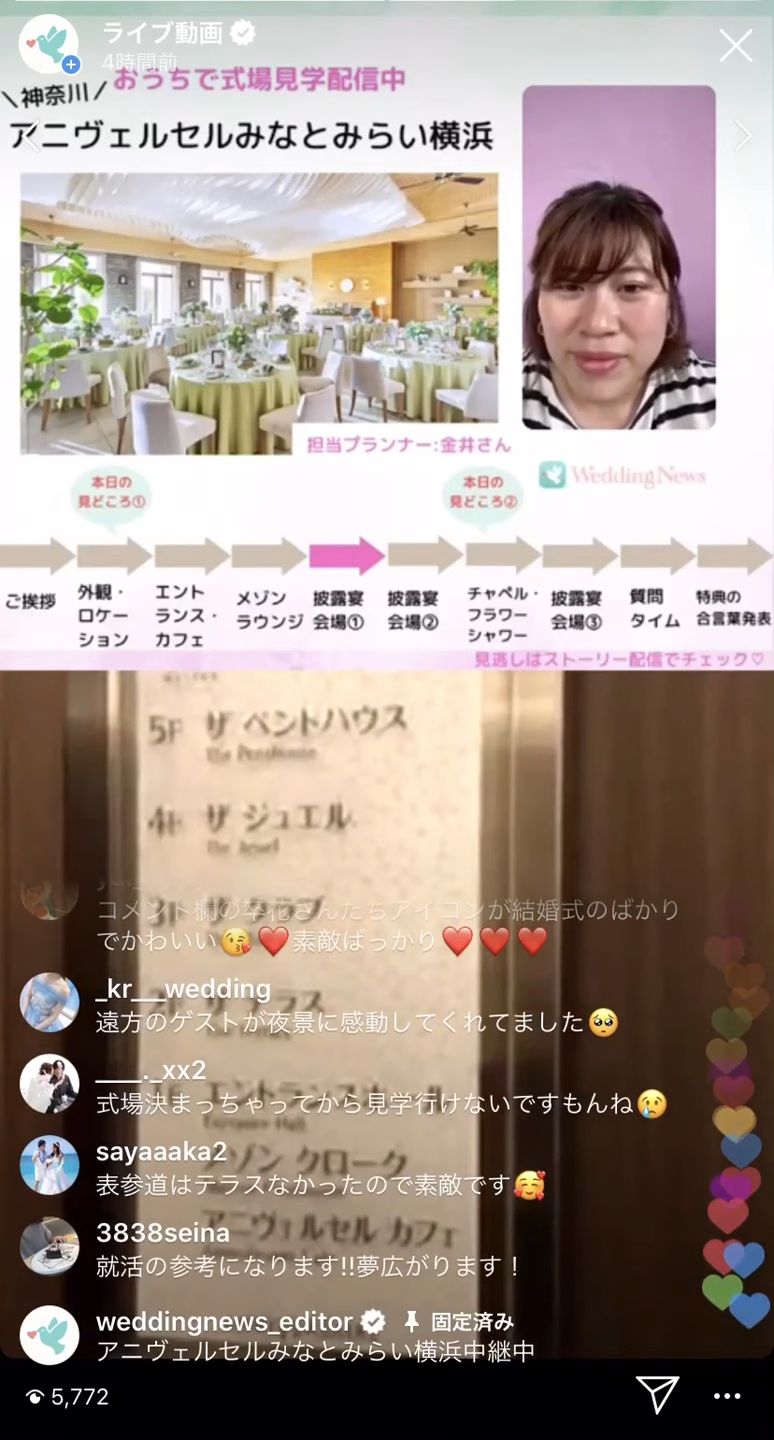 ライブ動画
4時間前
おうちで式場見学配信中
\神奈川/
アニヴェルセルみなとみらい横浜
担当プランナー:金井さん
WeddingNews
本日の
見どころ①
本日の
見どころ②
ご挨拶
外観・
ロケー
ション
エント
ランス・
カフェ
メゾン
ラウンジ
披露宴
会場①
披露宴
会場②
チャペル・
フラワー
シャワー
披露宴
会場③
質問
タイム
特典の
合言葉発表
見逃しはストーリー配信でチェック♡
5F ザ ペントハウス
The Penthouse
4F ザ ジュエル
The Jewel
コメント欄の卒花さんたちアイコンが結婚式のばかり
でかわいい😘❤️素敵ばっかり❤️❤️❤️
_kr___wedding
遠方のゲストが夜景に感動してくれてました🥺
____._xx2
式場決まっちゃってから見学行けないですもんね😢
sayaaaka2
表参道はテラスなかったので素敵です🥰
メゾン クローク
3838seina
アニヴェルセル カフェ
就活の参考になります!!夢広がります！
weddingnews_editor 固定済み
アニヴェルセルみなとみらい横浜中継中
5,772